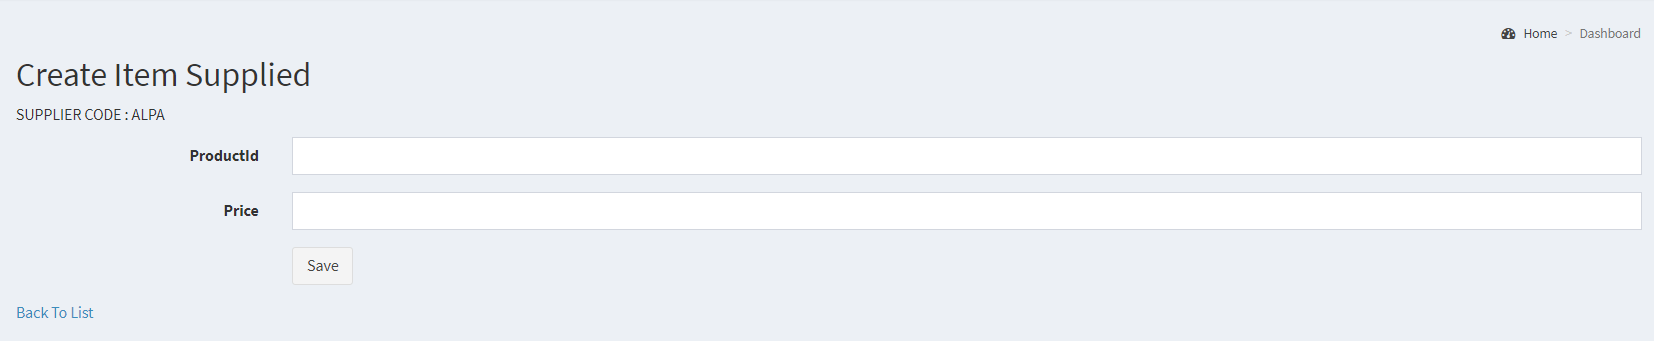 Home > Dashboard
Create Item Supplied
SUPPLIER CODE : ALPA
ProductId
Price
Save
Back To List